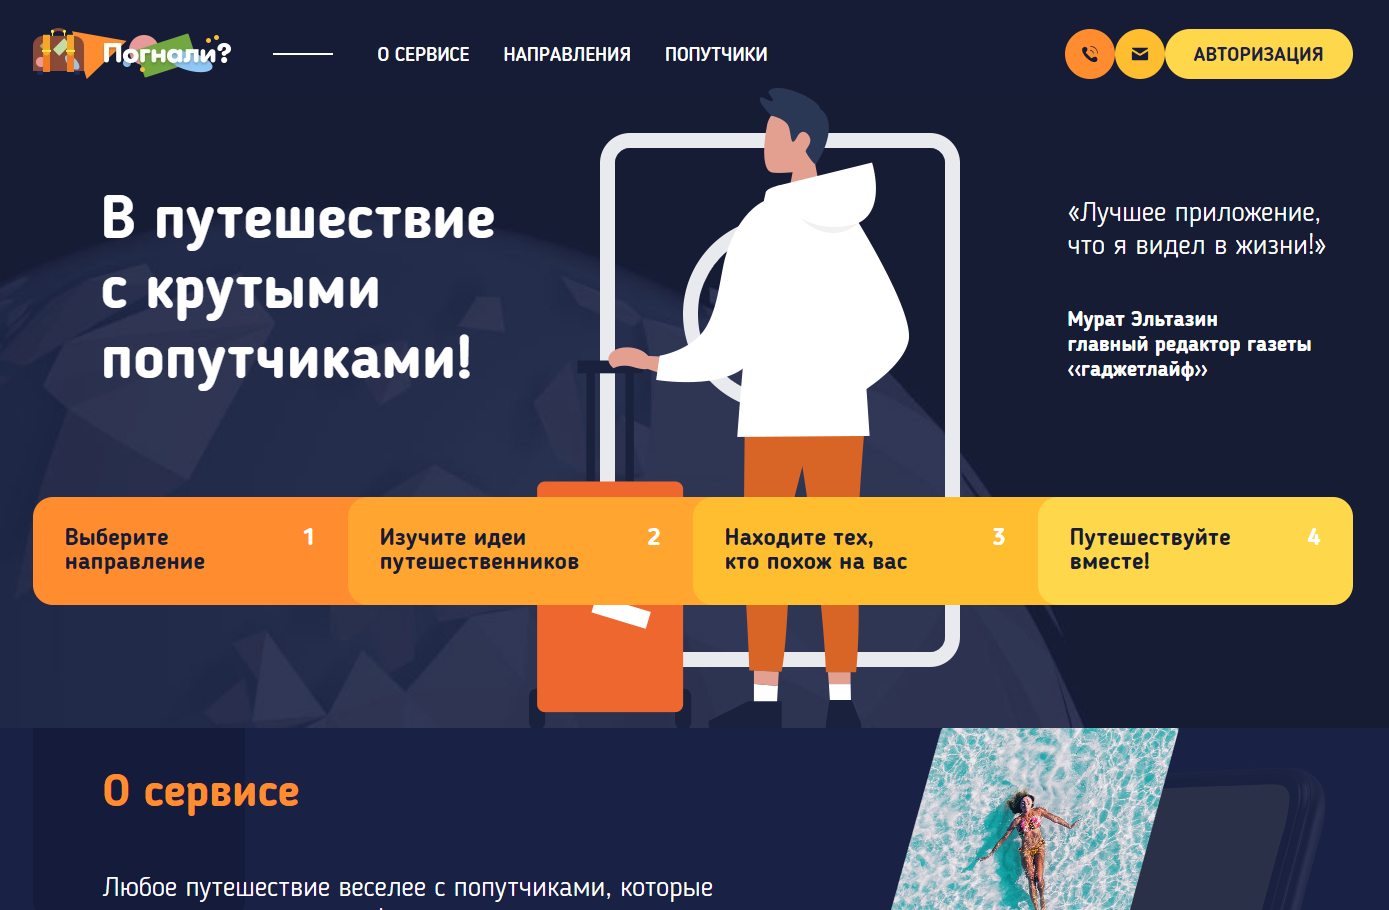 Погнали?
О СЕРВИСЕ
НАПРАВЛЕНИЯ
ПОПУТЧИКИ
АВТОРИЗАЦИЯ
В путешествие
с крутыми
попутчиками!
«Лучшее приложение,
что я видел в жизни!»
Мурат Эльтазин
главный редактор газеты
<<гаджетлайф>>
Выберите
направление
1
Изучите идеи
путешественников
2
Находите тех,
кто похож на вас
3
Путешествуйте
вместе!
4
О сервисе
Любое путешествие веселее с попутчиками, которые